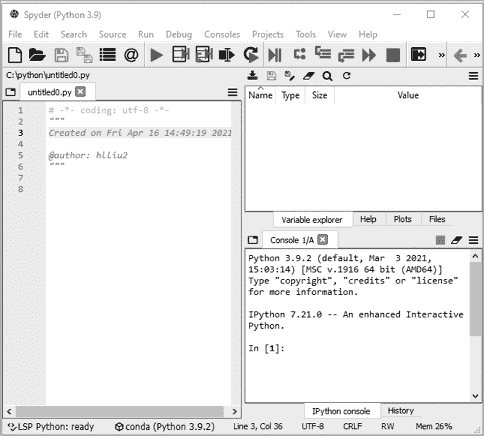 Spyder (Python 3.9)
File Edit Search Source Run Debug Consoles Projects Tools View Help
C:\python\untitled0.py
untitled0.py
1 # -*- coding: utf-8 -*-
2 """
3 Created on Fri Apr 16 14:49:19 2021
4
5 @author: hlliu2
6 """
7
8
Name Type Size Value
Variable explorer Help Plots Files
Console 1/A
Python 3.9.2 (default, Mar 3 2021,
15:03:14) [MSC v.1916 64 bit (AMD64)]
Type "copyright", "credits" or "license"
for more information.
IPython 7.21.0 -- An enhanced Interactive
Python.
In [1]:
IPython console History
LSP Python: ready conda (Python 3.9.2) Line 3, Col 36 UTF-8 CRLF RW Mem 26%